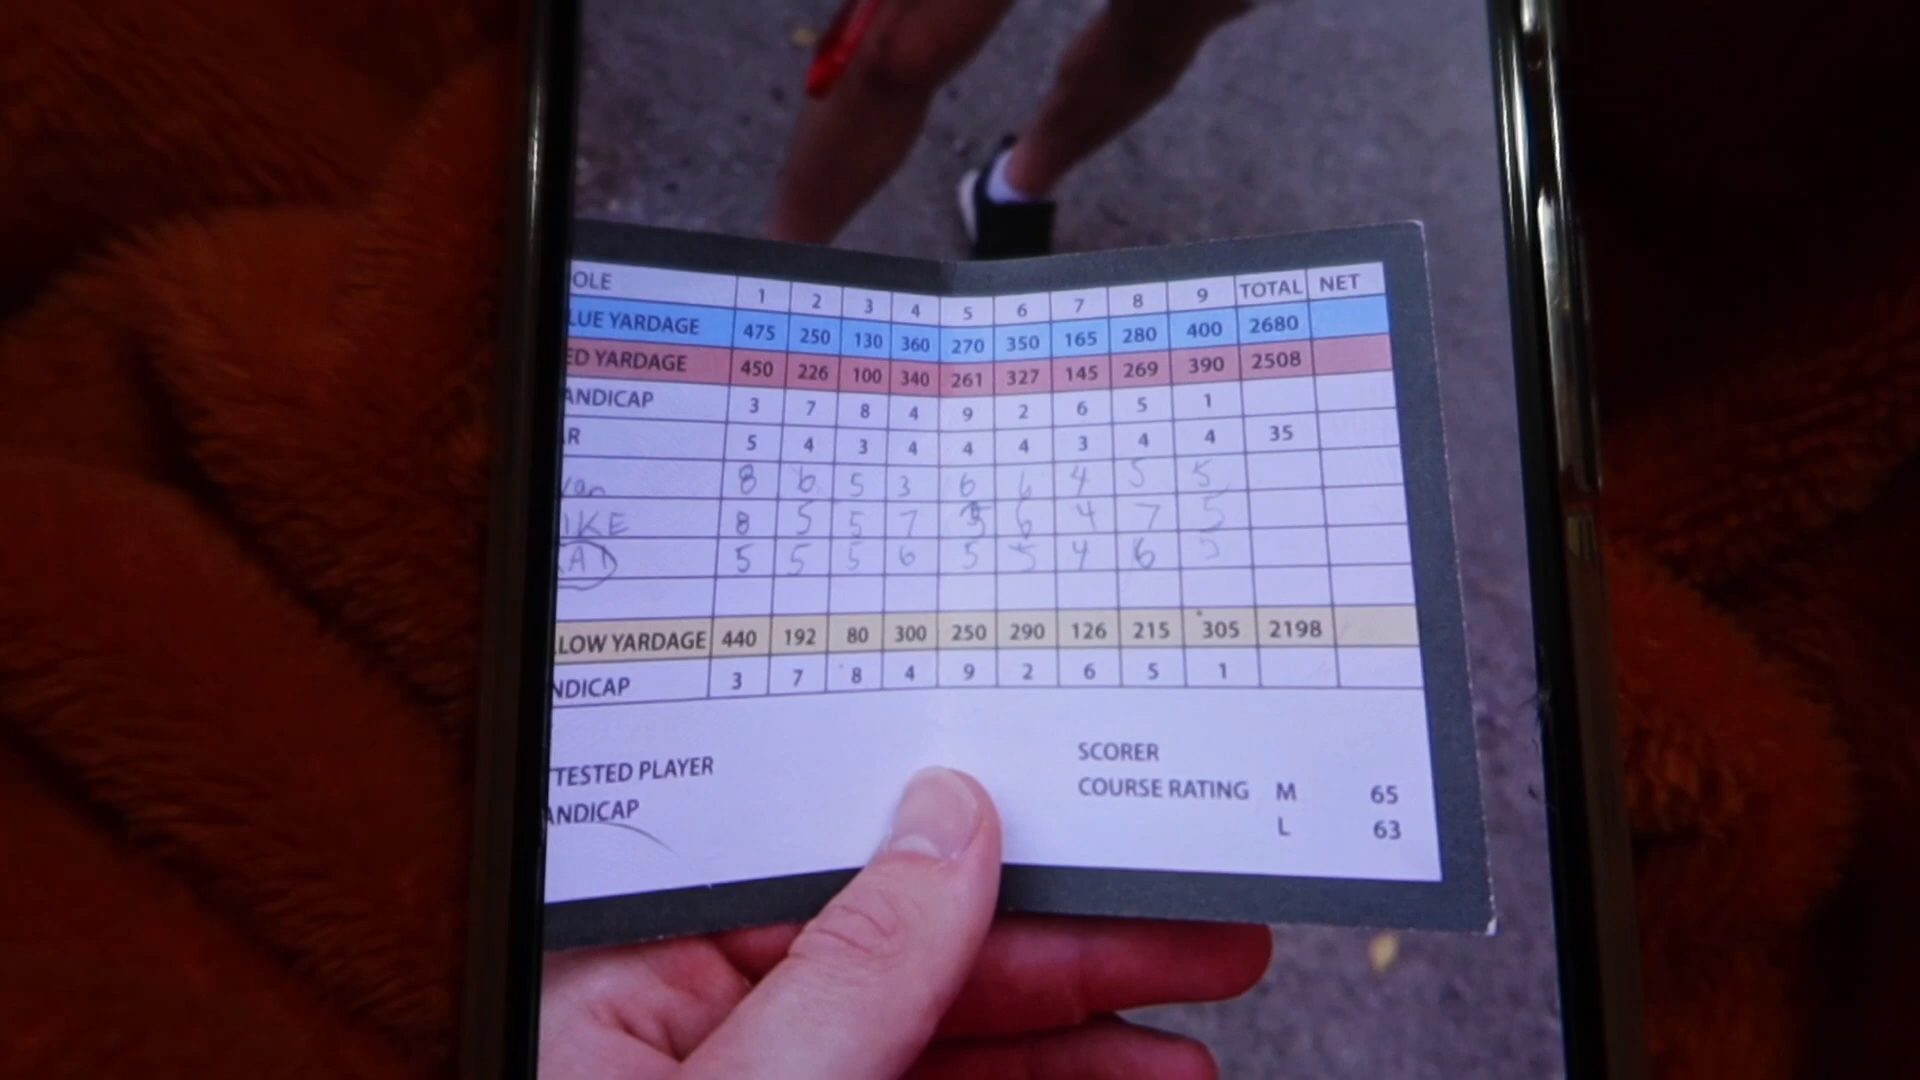 OLE 1 2 3 4 5 6 7 8 9 TOTAL NET
LUE YARDAGE 475 250 130 360 270 350 165 280 400 2680
ED YARDAGE 450 226 100 340 261 327 145 269 390 2508
ANDICAP 3 7 8 4 9 2 6 5 1
R 5 4 3 4 4 4 3 4 4 35
8 6 5 3 6 6 4 5 5
IKE 8 5 5 7 5 6 4 7 5
5 5 5 6 5 5 4 6 5
LOW YARDAGE 440 192 80 300 250 290 126 215 305 2198
NDICAP 3 7 8 4 9 2 6 5 1
TESTED PLAYER
ANDICAP
SCORER
COURSE RATING M 65
L 63